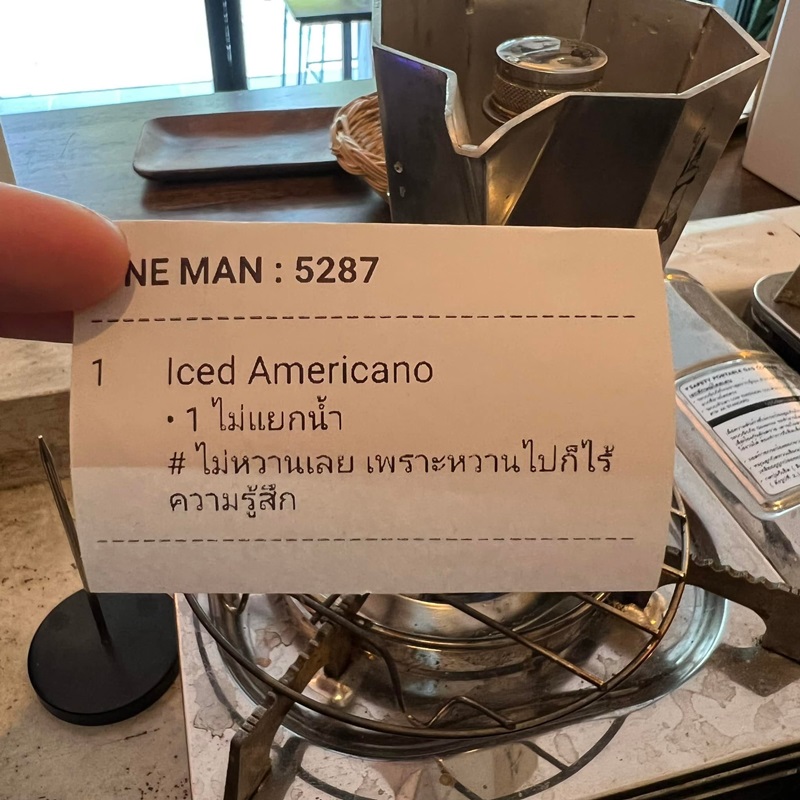 NE MAN : 5287
1 Iced Americano
• 1 ไม่แยกน้ำ
# ไม่หวานเลย เพราะหวานไปก็ไร้
ความรู้สึก